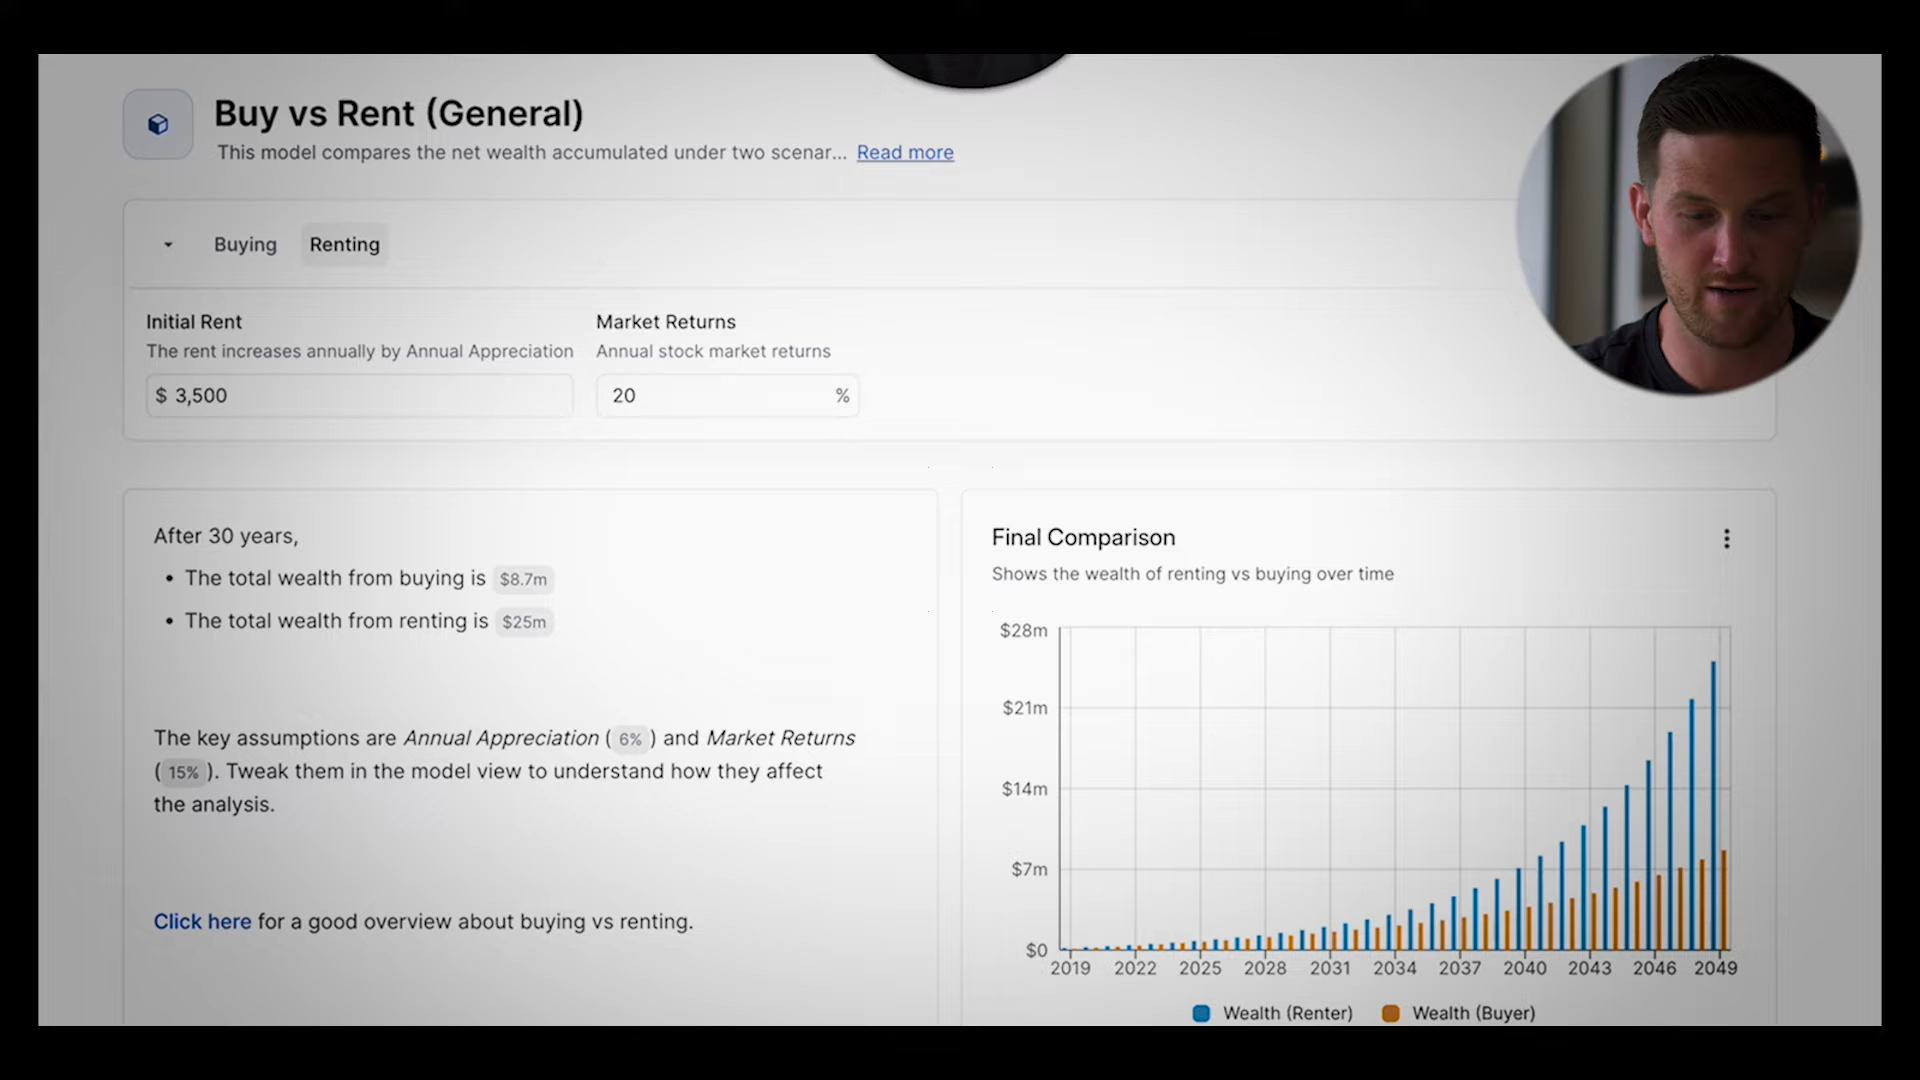 Buy vs Rent (General)
This model compares the net wealth accumulated under two scenar... Read more
Buying Renting
Initial Rent
The rent increases annually by Annual Appreciation
$ 3,500
Market Returns
Annual stock market returns
20 %
After 30 years,
• The total wealth from buying is $8.7m
• The total wealth from renting is $25m
The key assumptions are Annual Appreciation ( 6% ) and Market Returns
( 15% ). Tweak them in the model view to understand how they affect
the analysis.
Click here for a good overview about buying vs renting.
Final Comparison
Shows the wealth of renting vs buying over time
$28m
$21m
$14m
$7m
$0
2019 2022 2025 2028 2031 2034 2037 2040 2043 2046 2049
Wealth (Renter) Wealth (Buyer)